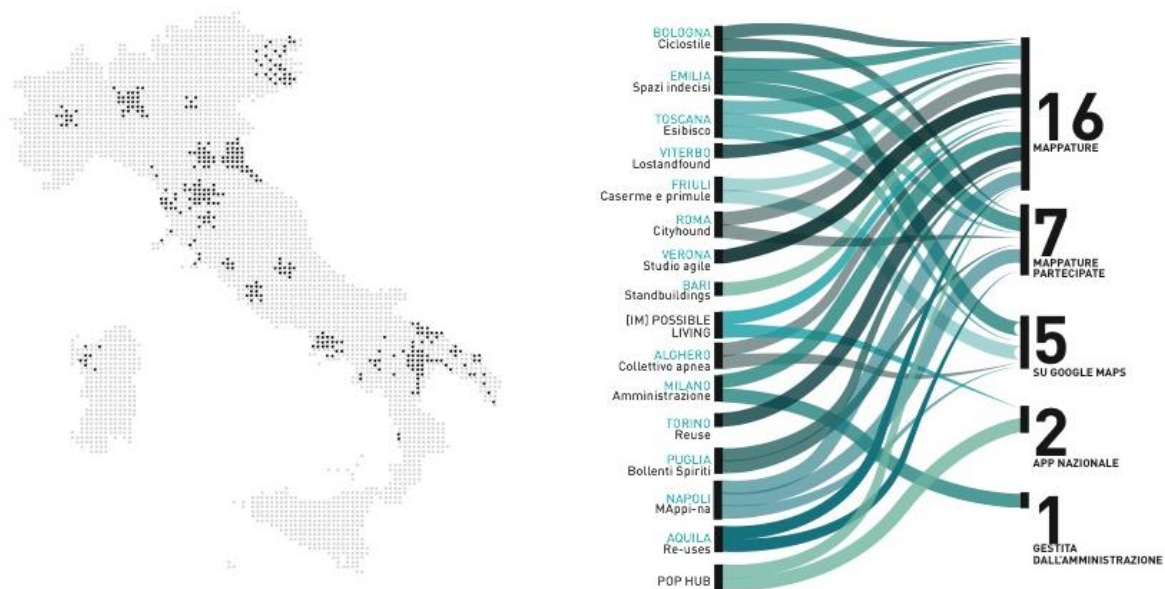 BOLOGNA
Ciclostile
EMILIA
Spazi indecisi
TOSCANA
Esibisco
VITERBO
Lostandfound
FRIULI
Caserme e primule
ROMA
Cityhound
VERONA
Studio agile
BARI
Standbuildings
[IM] POSSIBLE
LIVING
ALGHERO
Collettivo apnea
MILANO
Amministrazione
TORINO
Reuse
PUGLIA
Bollenti Spiriti
NAPOLI
MAppi-na
AQUILA
Re-uses
POP HUB
16
MAPPATURE
7
MAPPATURE
PARTECIPATE
5
SU GOOGLE MAPS
2
APP NAZIONALE
1
GESTITA
DALL'AMMINISTRAZIONE